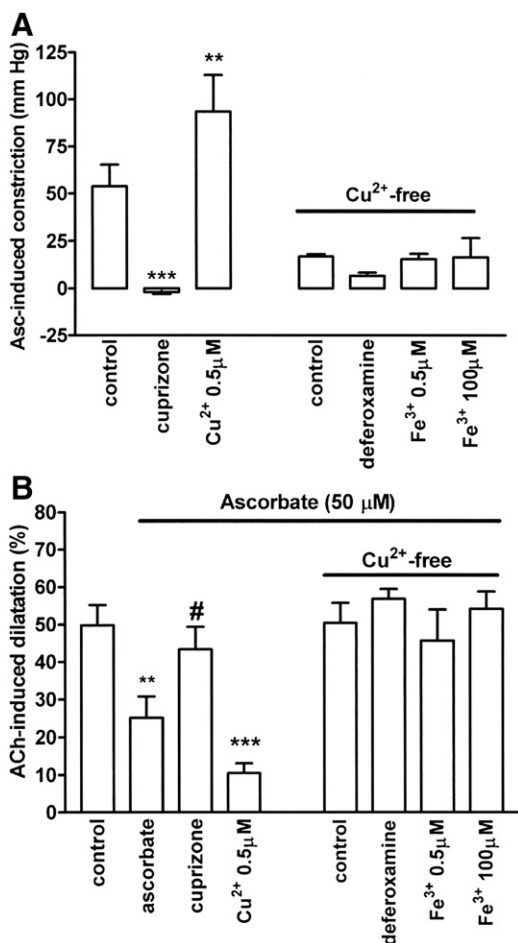 A
Asc-induced constriction (mm Hg)
125
100
75
50
25
0
-25
**
***
Cu²⁺-free
control
cuprizone
Cu²⁺ 0.5μM
control
deferoxamine
Fe³⁺ 0.5μM
Fe³⁺ 100μM
B
ACh-induced dilatation (%)
Ascorbate (50 μM)
Cu²⁺-free
80
70
60
50
40
30
20
10
0
**
#
***
control
ascorbate
cuprizone
Cu²⁺ 0.5μM
control
deferoxamine
Fe³⁺ 0.5μM
Fe³⁺ 100μM